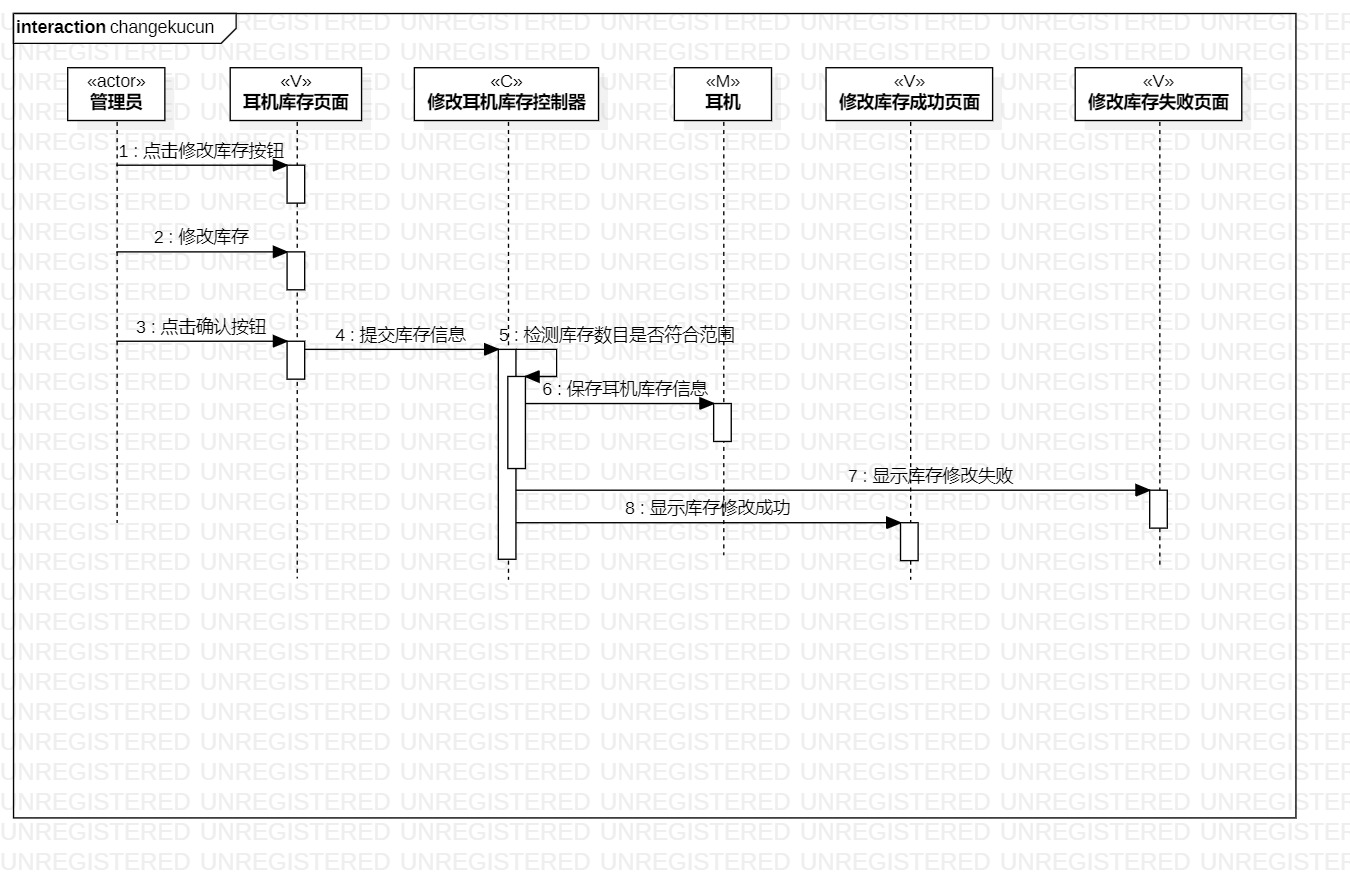 interaction changekucun
«actor»
管理员
«V»
耳机库存页面
«C»
修改耳机库存控制器
«M»
耳机
«V»
修改库存成功页面
«V»
修改库存失败页面
1 : 点击修改库存按钮
2 : 修改库存
3 : 点击确认按钮
4 : 提交库存信息
5 : 检测库存数目是否符合范围
6 : 保存耳机库存信息
7 : 显示库存修改失败
8 : 显示库存修改成功
UNREGISTERED